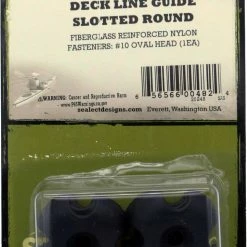 DECK LINE GUIDE
SLOTTED ROUND
FIBERGLASS REINFORCED NYLON
FASTENERS: #10 OVAL HEAD (1EA)
WARNING: Cancer and Reproductive Harm
www.P65Warnings.ca.gov
6 56566 00482 4
sealectdesigns.com Everett, Washington USA